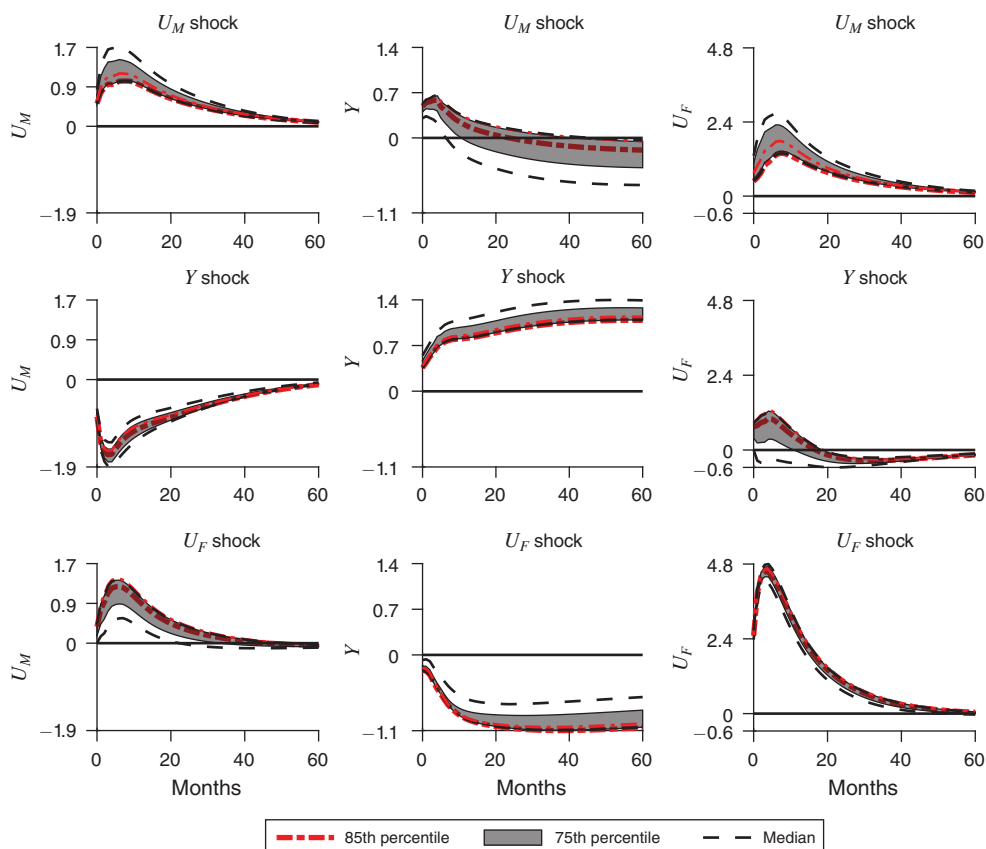 U_M shock
U_M shock
U_M shock
1.7
0.9
0
−1.9
U_M
0 20 40 60
1.4
0.7
0
−1.1
Y
0 20 40 60
4.8
2.4
0
−0.6
U_F
0 20 40 60
Y shock
Y shock
Y shock
1.7
0
−1.9
U_M
0 20 40 60
1.4
0.7
0
−1.1
Y
0 20 40 60
4.8
2.4
0
−0.6
U_F
0 20 40 60
U_F shock
U_F shock
U_F shock
1.7
0.9
0
−1.9
U_M
0 20 40 60
Months
1.4
0.7
0
−1.1
Y
0 20 40 60
Months
4.8
2.4
0
−0.6
U_F
0 20 40 60
Months
85th percentile
75th percentile
Median